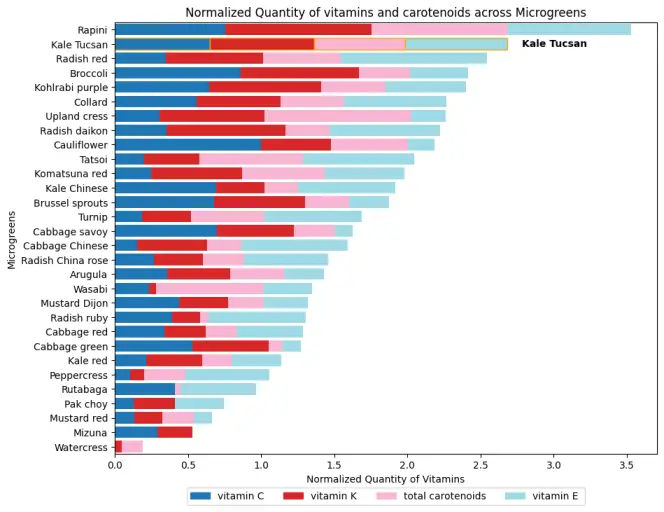 Normalized Quantity of vitamins and carotenoids across Microgreens
Rapini
Kale Tucsan
Kale Tucsan
Radish red
Broccoli
Kohlrabi purple
Collard
Upland cress
Radish daikon
Cauliflower
Tatsoi
Komatsuna red
Kale Chinese
Brussel sprouts
Turnip
Cabbage savoy
Cabbage Chinese
Radish China rose
Arugula
Wasabi
Mustard Dijon
Radish ruby
Cabbage red
Cabbage green
Kale red
Peppercress
Rutabaga
Pak choy
Mustard red
Mizuna
Watercress
Microgreens
0.0 0.5 1.0 1.5 2.0 2.5 3.0 3.5
Normalized Quantity of Vitamins
vitamin C vitamin K total carotenoids vitamin E